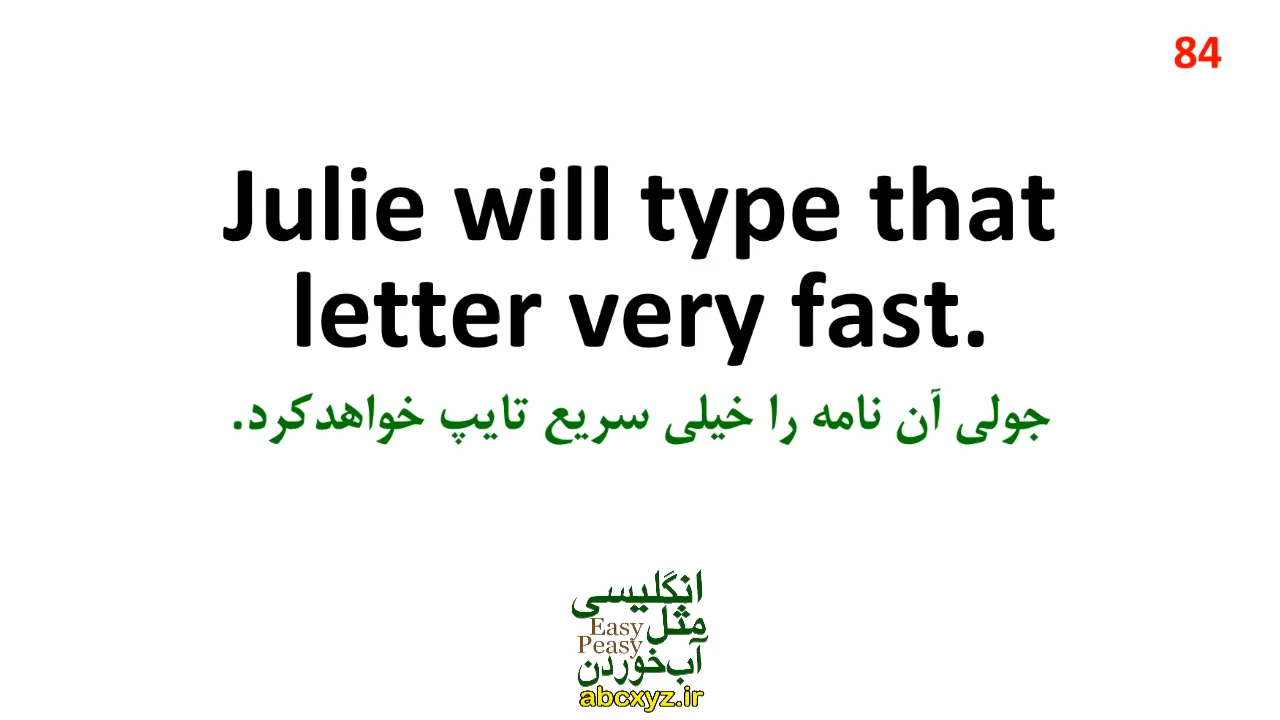 84
Julie will type that
letter very fast.
جولی آن نامه را خیلی سریع تایپ خواهدکرد.
انگلیسی
مثل
Easy
Peasy
آب‌خوردن
abcxyz.ir